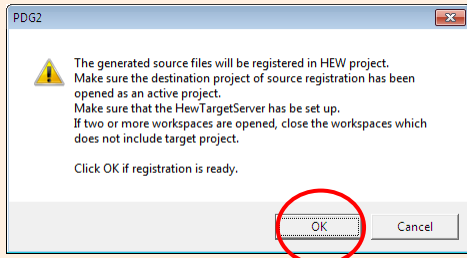 PDG2
The generated source files will be registered in HEW project.
Make sure the destination project of source registration has been
opened as an active project.
Make sure that the HewTargetServer has be set up.
If two or more workspaces are opened, close the workspaces which
does not include target project.
Click OK if registration is ready.
OK
Cancel